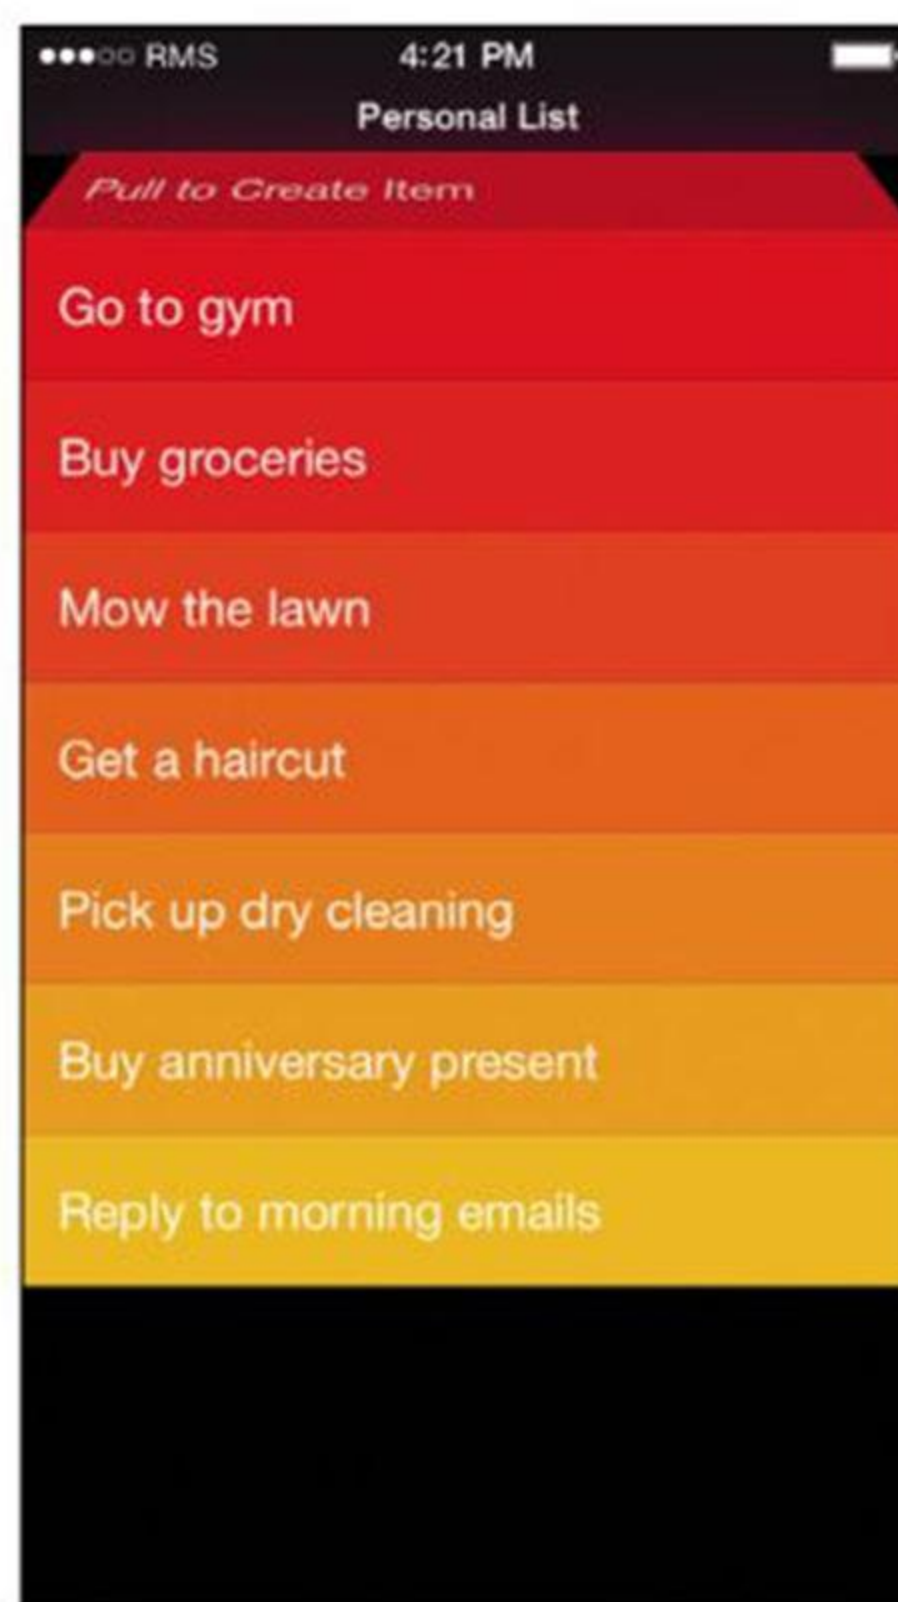 RMS 4:21 PM
Personal List
Pull to Create Item
Go to gym
Buy groceries
Mow the lawn
Get a haircut
Pick up dry cleaning
Buy anniversary present
Reply to morning emails